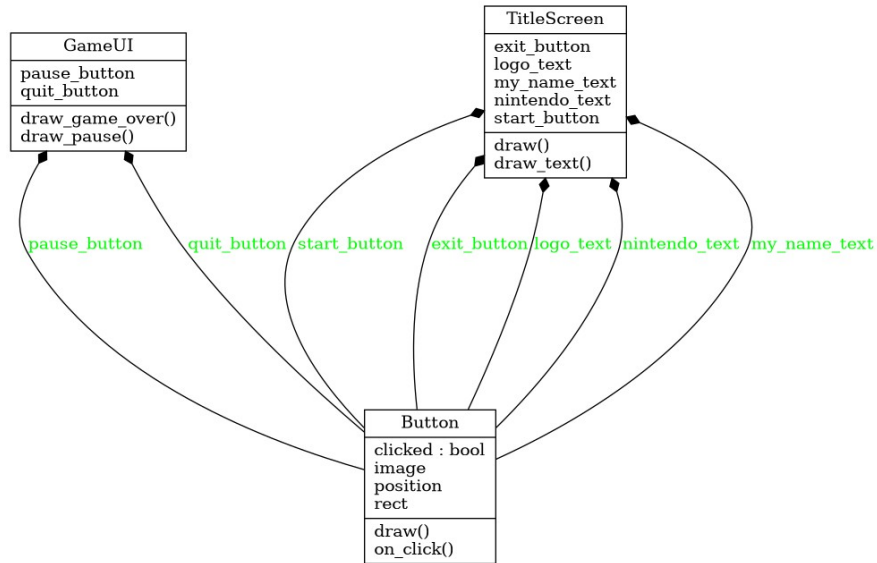 GameUI
pause_button
quit_button
draw_game_over()
draw_pause()
TitleScreen
exit_button
logo_text
my_name_text
nintendo_text
start_button
draw()
draw_text()
pause_button
quit_button
start_button
exit_button
logo_text
nintendo_text
my_name_text
Button
clicked : bool
image
position
rect
draw()
on_click()